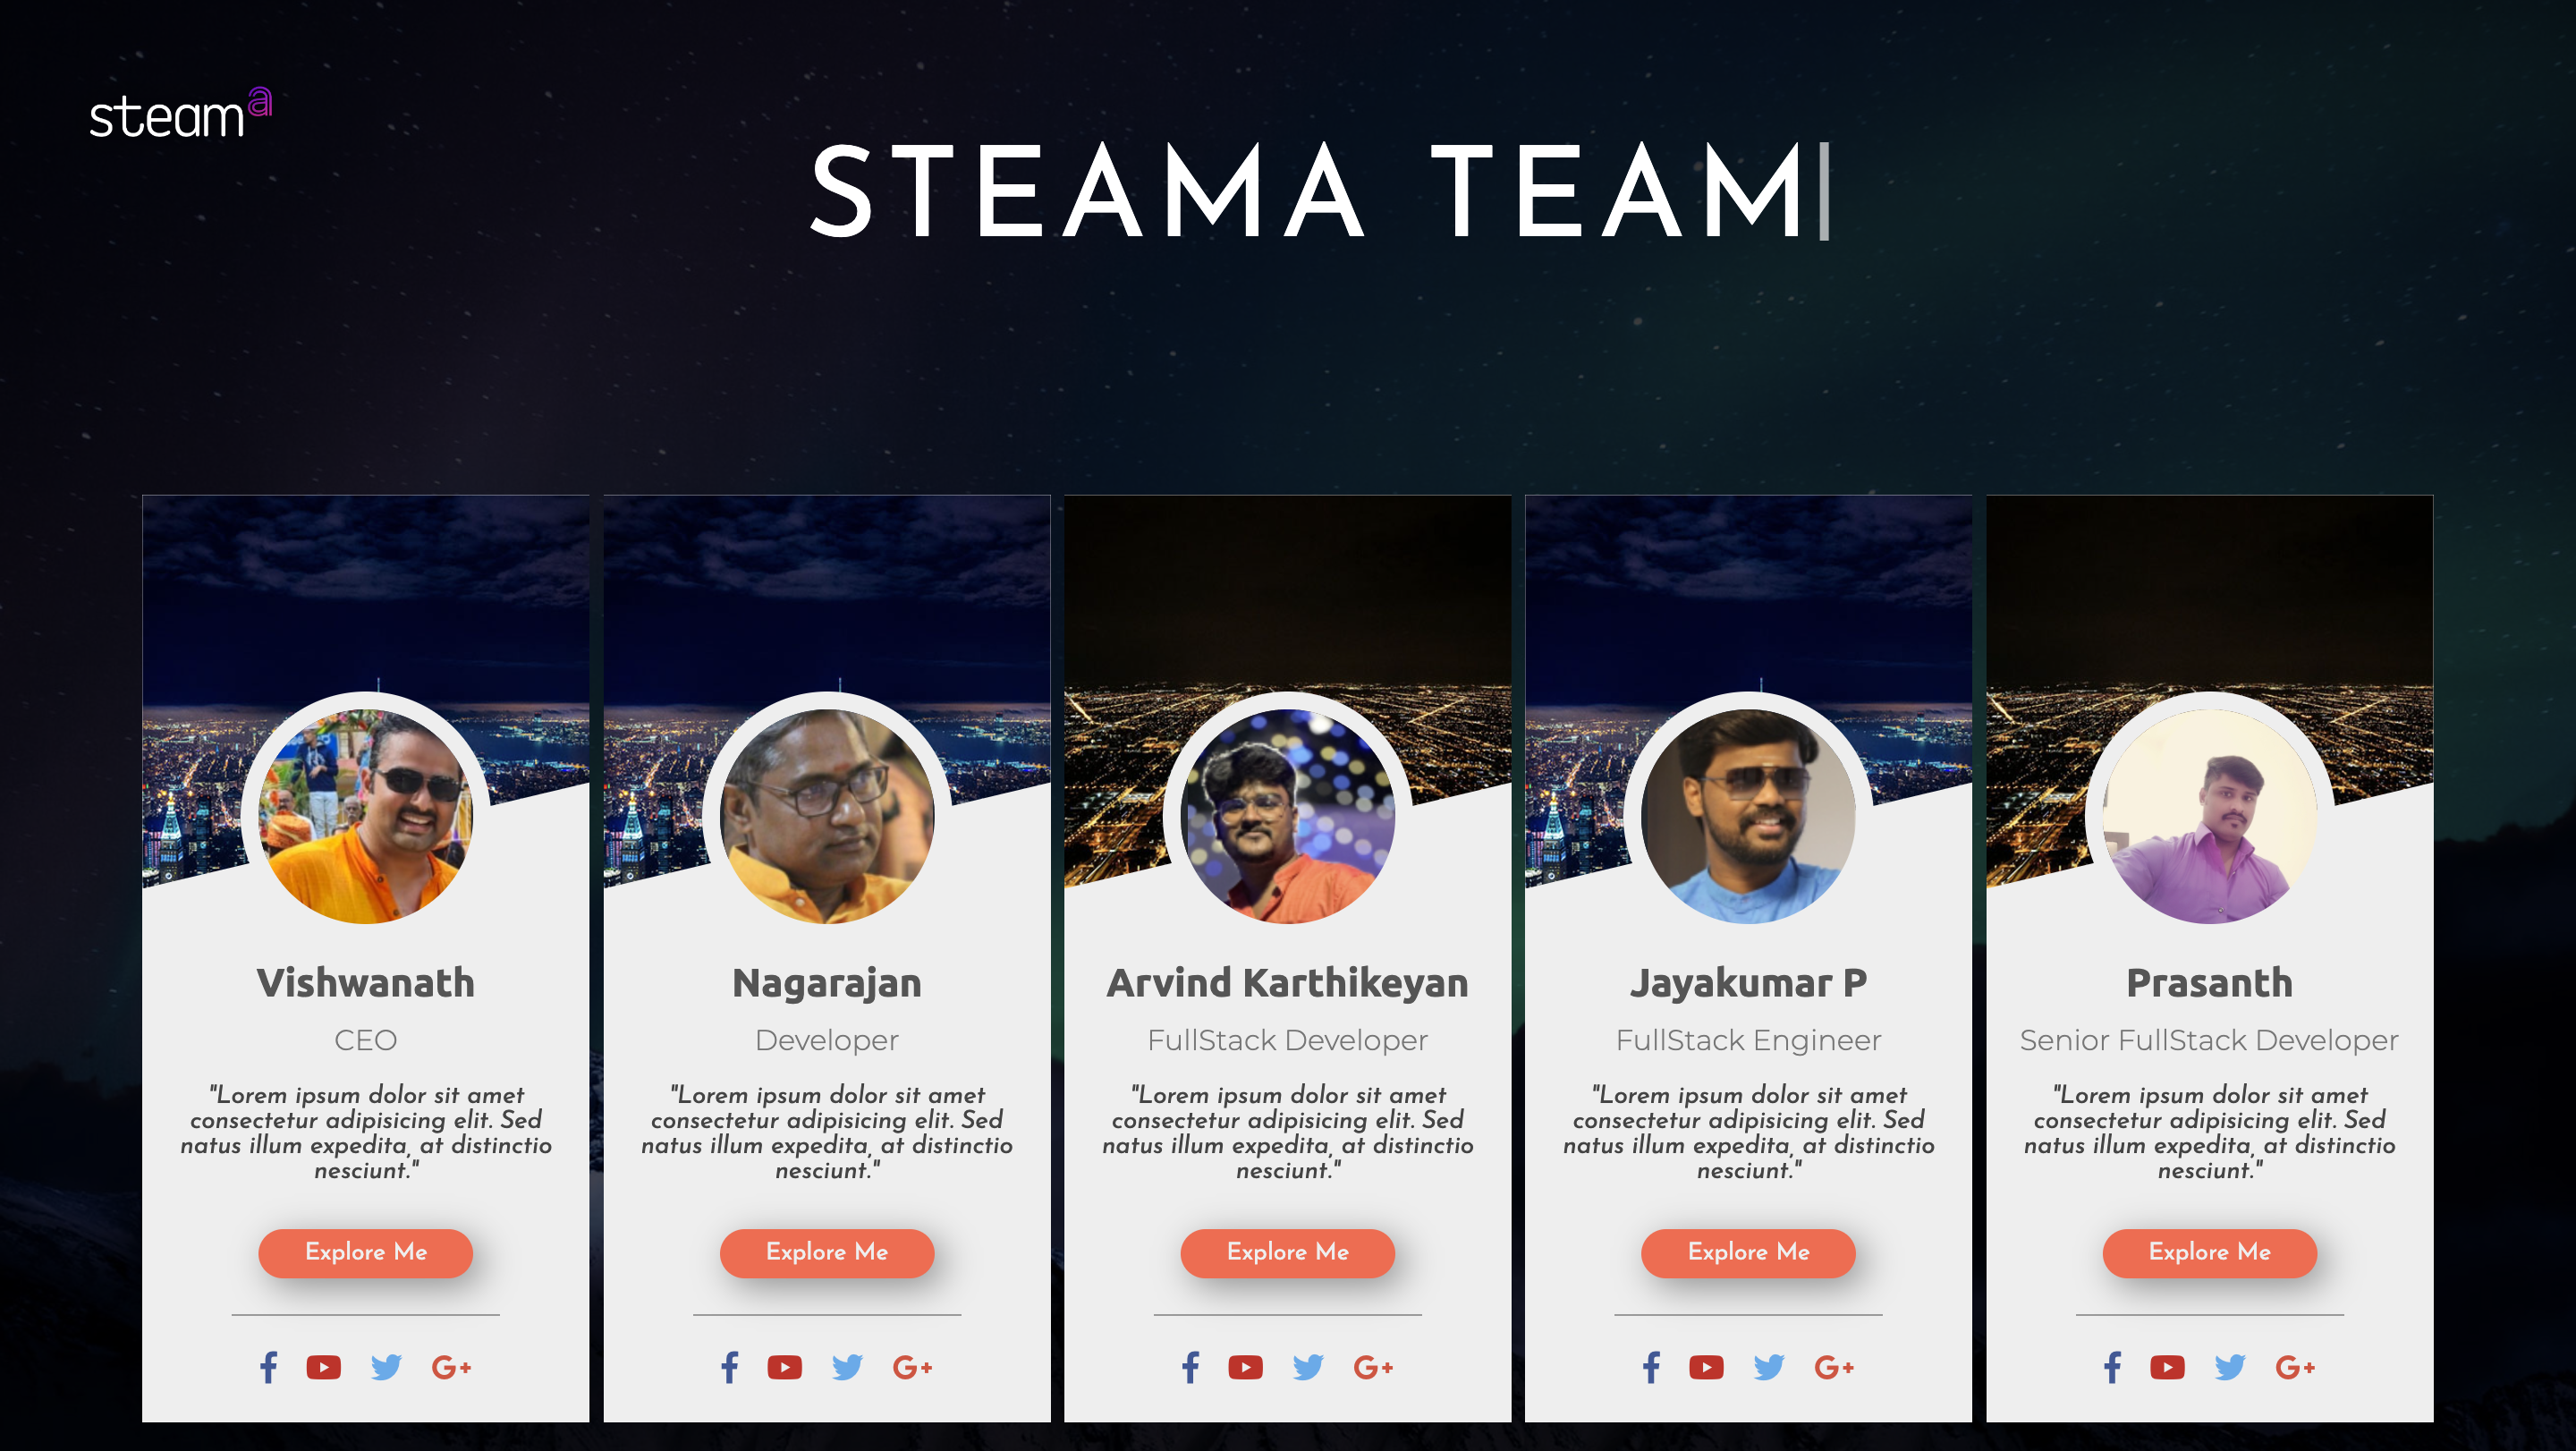 steama
STEAMA TEAM
Vishwanath
CEO
"Lorem ipsum dolor sit amet
consectetur adipisicing elit. Sed
natus illum expedita, at distinctio
nesciunt."
Explore Me
G+
Nagarajan
Developer
"Lorem ipsum dolor sit amet
consectetur adipisicing elit. Sed
natus illum expedita, at distinctio
nesciunt."
Explore Me
G+
Arvind Karthikeyan
FullStack Developer
"Lorem ipsum dolor sit amet
consectetur adipisicing elit. Sed
natus illum expedita, at distinctio
nesciunt."
Explore Me
G+
Jayakumar P
FullStack Engineer
"Lorem ipsum dolor sit amet
consectetur adipisicing elit. Sed
natus illum expedita, at distinctio
nesciunt."
Explore Me
G+
Prasanth
Senior FullStack Developer
"Lorem ipsum dolor sit amet
consectetur adipisicing elit. Sed
natus illum expedita, at distinctio
nesciunt."
Explore Me
G+